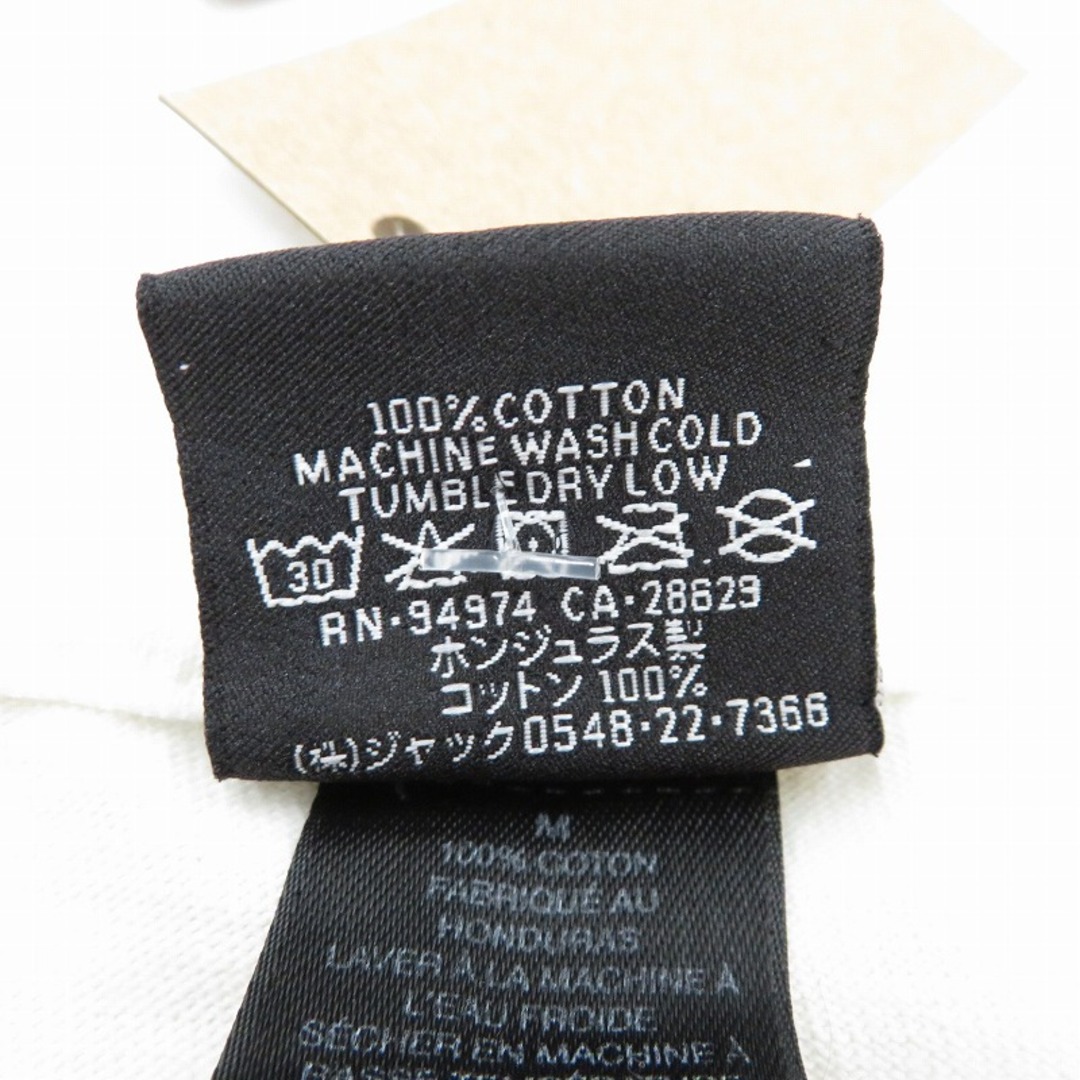 100% COTTON
MACHINE WASH COLD
TUMBLE DRY LOW
30
RN·94974 CA·28629
ホンジュラス製
コットン 100%
(株)ジャック0548·22·7366
M
100% COTON
FABRIQUÉ AU
HONDURAS
LAVER À LA MACHINE À
L'EAU FROIDE
SÉCHER EN MACHINE À
BASSE TEMPÉRATURE